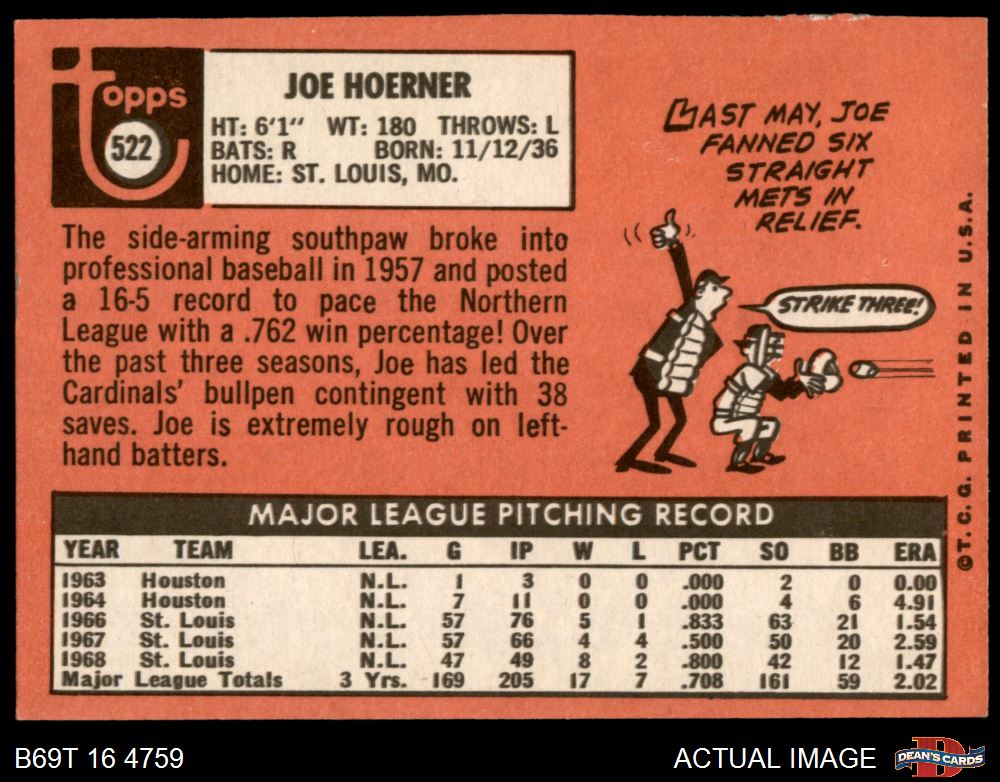 topps
522
JOE HOERNER
HT: 6'1" WT: 180 THROWS: L
BATS: R BORN: 11/12/36
HOME: ST. LOUIS, MO.
The side-arming southpaw broke into
professional baseball in 1957 and posted
a 16-5 record to pace the Northern
League with a .762 win percentage! Over
the past three seasons, Joe has led the
Cardinals' bullpen contingent with 38
saves. Joe is extremely rough on left-
hand batters.
LAST MAY, JOE
FANNED SIX
STRAIGHT
METS IN
RELIEF.
STRIKE THREE!
©T. C. G. PRINTED IN U.S.A.
MAJOR LEAGUE PITCHING RECORD
YEAR TEAM LEA. G IP W L PCT SO BB ERA
1963 Houston N.L. 1 3 0 0 .000 2 0 0.00
1964 Houston N.L. 7 11 0 0 .000 4 6 4.91
1966 St. Louis N.L. 57 76 5 1 .833 63 21 1.54
1967 St. Louis N.L. 57 66 4 4 .500 50 20 2.59
1968 St. Louis N.L. 47 49 8 2 .800 42 12 1.47
Major League Totals 3 Yrs. 169 205 17 7 .708 161 59 2.02
B69T 16 4759
ACTUAL IMAGE
D
DEAN'S CARDS